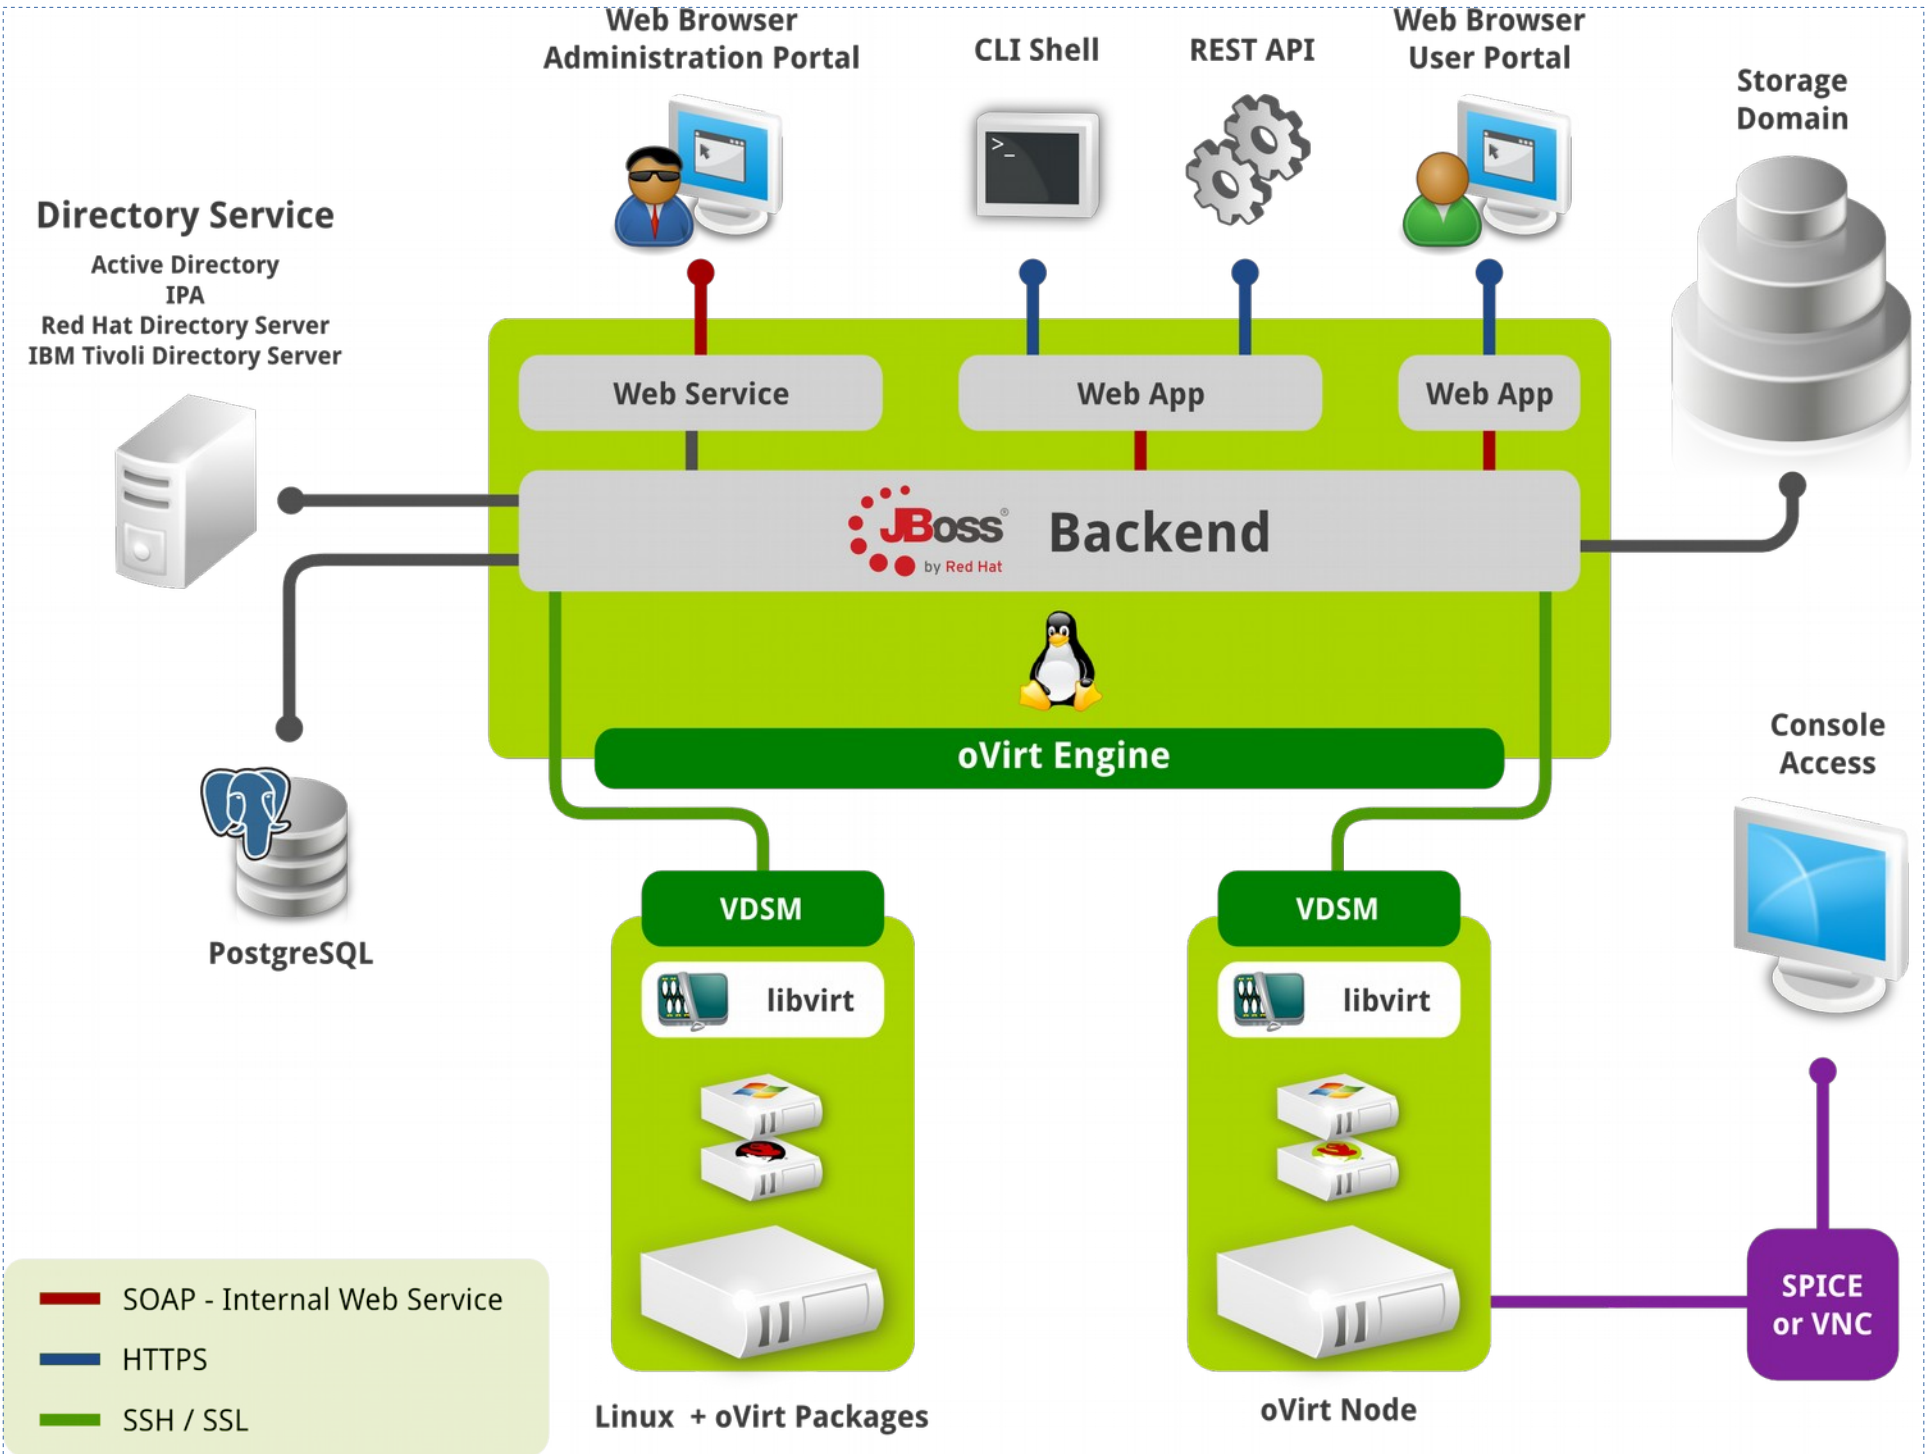 Web Browser
Administration Portal
CLI Shell
REST API
Web Browser
User Portal
Storage
Domain
>_
Directory Service
Active Directory
IPA
Red Hat Directory Server
IBM Tivoli Directory Server
Web Service
Web App
Web App
JBoss®
by Red Hat
Backend
oVirt Engine
PostgreSQL
Console
Access
VDSM
libvirt
VDSM
libvirt
SPICE
or VNC
Linux + oVirt Packages
oVirt Node
SOAP - Internal Web Service
HTTPS
SSH / SSL